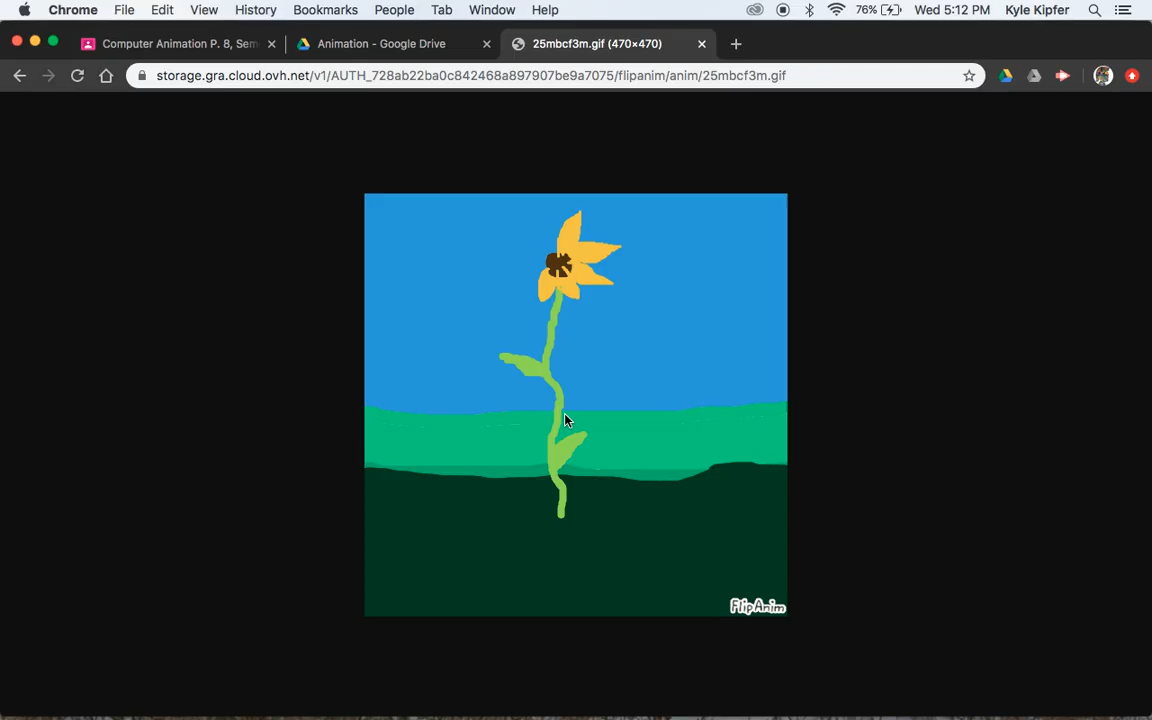 Chrome File Edit View History Bookmarks People Tab Window Help 76% Wed 5:12 PM Kyle Kipfer
Computer Animation P. 8, Sem Animation - Google Drive 25mbcf3m.gif (470×470)
storage.gra.cloud.ovh.net/v1/AUTH_728ab22ba0c842468a897907be9a7075/flipanim/anim/25mbcf3m.gif
FlipAnim